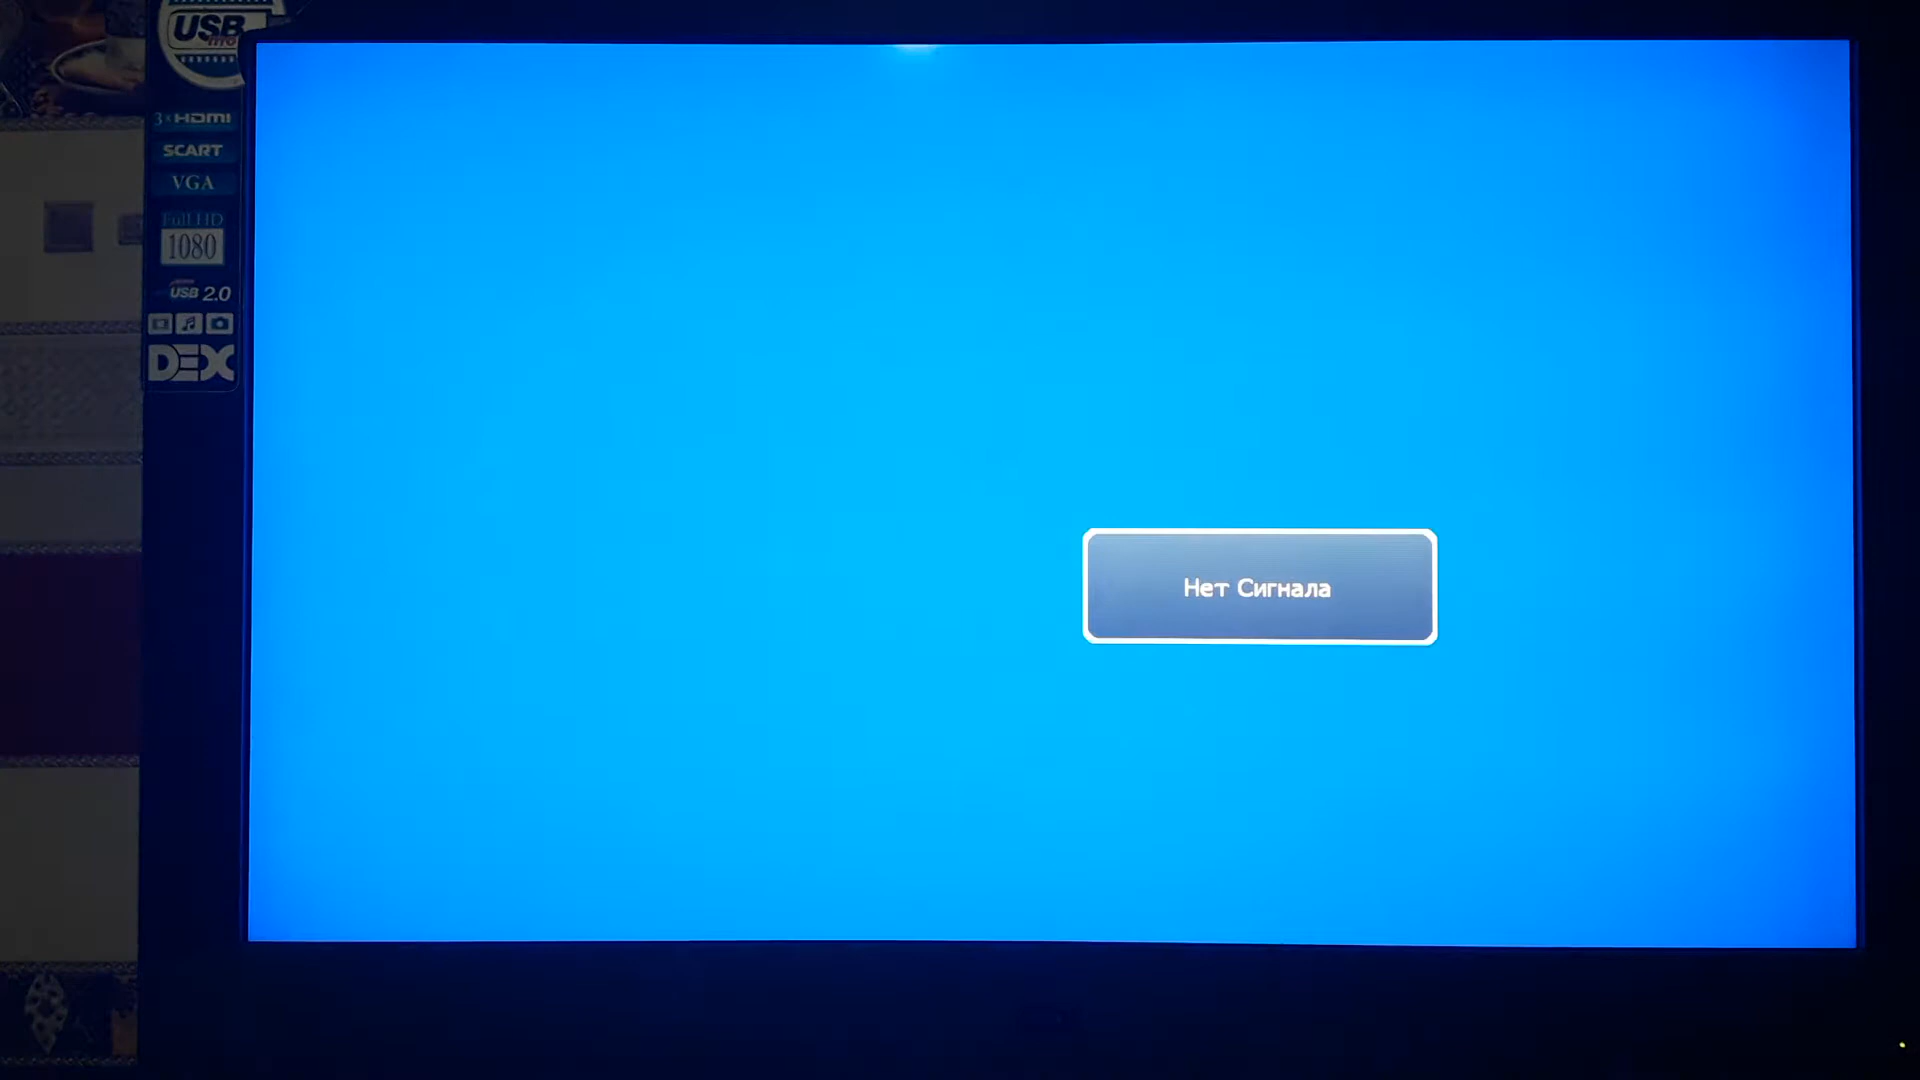 USB
3xHDMI
SCART
VGA
Full HD
1080
USB 2.0
DEX
Нет Сигнала